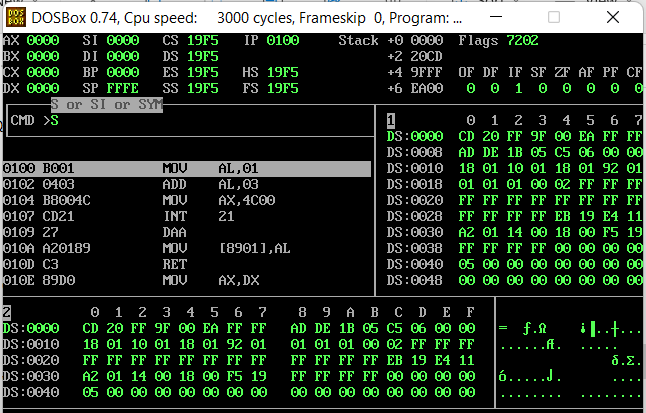 DOSBox 0.74, Cpu speed:    3000 cycles, Frameskip  0, Program: ...
AX 0000  SI 0000  CS 19F5  IP 0100    Stack +0 0000  Flags 7202
BX 0000  DI 0000  DS 19F5                   +2 20CD
CX 0000  BP 0000  ES 19F5  HS 19F5          +4 9FFF  OF DF IF SF ZF AF PF CF
DX 0000  SP FFFE  SS 19F5  FS 19F5          +6 EA00  0  0  1  0  0  0  0  0
S or SI or SYM
CMD >S
1  0  1  2  3  4  5  6  7
DS:0000  CD 20 FF 9F 00 EA FF FF
DS:0008  AD DE 1B 05 C5 06 00 00
DS:0010  18 01 10 01 18 01 92 01
0100 B001    MOV    AL,01    DS:0018  01 01 01 00 02 FF FF FF
0102 0403    ADD    AL,03    DS:0020  FF FF FF FF FF FF FF FF
0104 B8004C    MOV    AX,4C00    DS:0028  FF FF FF FF EB 19 E4 11
0107 CD21    INT    21    DS:0030  A2 01 14 00 18 00 F5 19
0109 27    DAA    DS:0038  FF FF FF FF 00 00 00 00
010A A20189    MOV    [8901],AL    DS:0040  05 00 00 00 00 00 00 00
010D C3    RET    DS:0048  00 00 00 00 00 00 00 00
010E 89D0    MOV    AX,DX
2  0  1  2  3  4  5  6  7  8  9  A  B  C  D  E  F
DS:0000  CD 20 FF 9F 00 EA FF FF  AD DE 1B 05 C5 06 00 00
DS:0010  18 01 10 01 18 01 92 01  01 01 01 00 02 FF FF FF
DS:0020  FF FF FF FF FF FF FF FF  FF FF FF FF EB 19 E4 11
DS:0030  A2 01 14 00 18 00 F5 19  FF FF FF FF 00 00 00 00
DS:0040  05 00 00 00 00 00 00 00  00 00 00 00 00 00 00 00